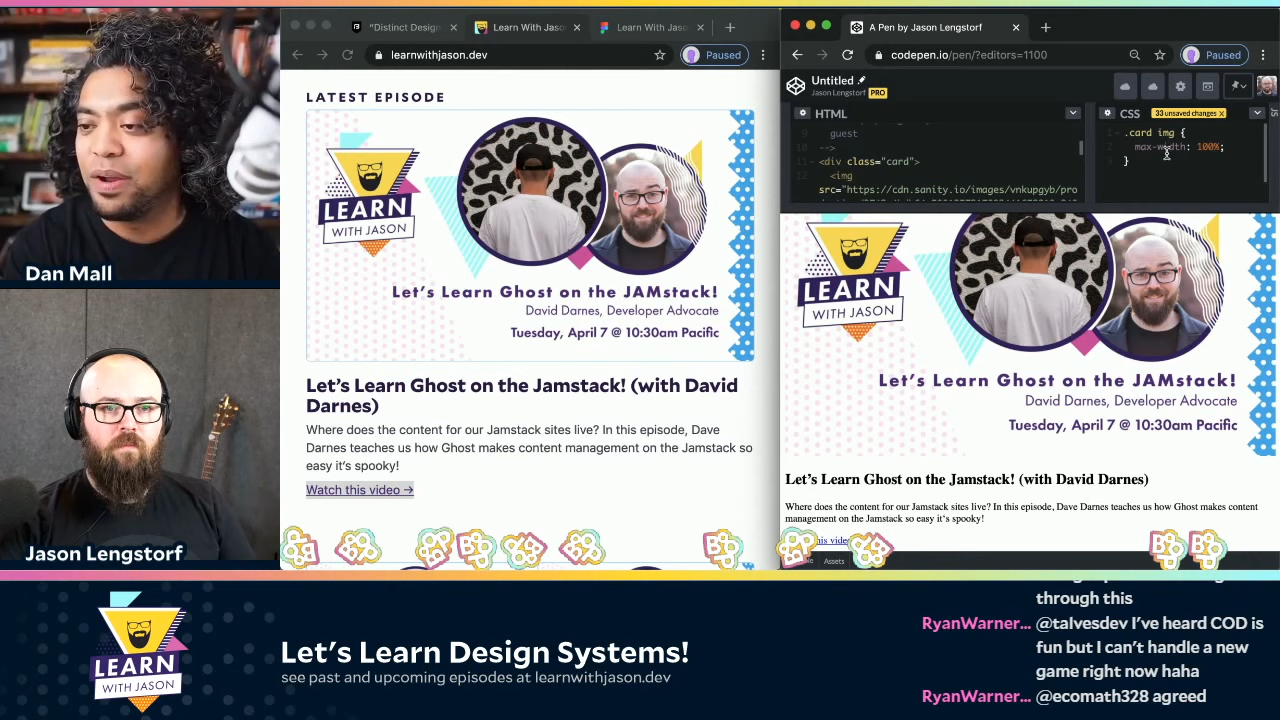 Dan Mall
Jason Lengstorf
"Distinct Design
Learn With Jaso
Learn With Jaso
learnwithjason.dev
Paused
LATEST EPISODE
LEARN
WITH JASON
Let's Learn Ghost on the JAMstack!
David Darnes, Developer Advocate
Tuesday, April 7 @ 10:30am Pacific
Let's Learn Ghost on the Jamstack! (with David
Darnes)
Where does the content for our Jamstack sites live? In this episode, Dave
Darnes teaches us how Ghost makes content management on the Jamstack so
easy it's spooky!
Watch this video →
A Pen by Jason Lengstorf
codepen.io/pen/?editors=1100
Paused
Untitled
Jason Lengstorf PRO
HTML
9 guest
10 -->
11 <div class="card">
12 <img
src="https://cdn.sanity.io/images/vnkupgyb/pro
CSS
33 unsaved changes x
1 .card img {
2 max-width: 100%;
}
JS
LEARN
WITH JASON
Let's Learn Ghost on the JAMstack!
David Darnes, Developer Advocate
Tuesday, April 7 @ 10:30am Pacific
Let's Learn Ghost on the Jamstack! (with David Darnes)
Where does the content for our Jamstack sites live? In this episode, Dave Darnes teaches us how Ghost makes content
management on the Jamstack so easy it's spooky!
Assets
LEARN
WITH JASON
Let's Learn Design Systems!
see past and upcoming episodes at learnwithjason.dev
through this
RyanWarner... @talvesdev I've heard COD is
fun but I can't handle a new
game right now haha
RyanWarner... @ecomath328 agreed